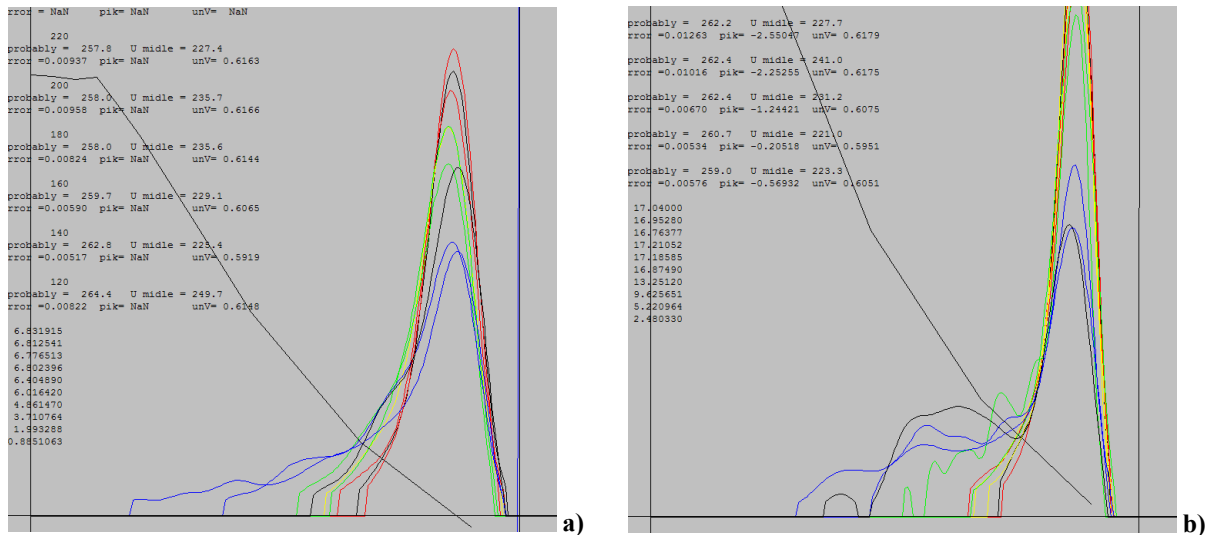 rror = NaN pik= NaN unV= NaN
220
probably = 257.8 U midle = 227.4
rror =0.00937 pik= NaN unV= 0.6163
200
probably = 258.0 U midle = 235.7
rror =0.00958 pik= NaN unV= 0.6166
180
probably = 258.0 U midle = 235.6
rror =0.00824 pik= NaN unV= 0.6144
160
probably = 259.7 U midle = 229.1
rror =0.00590 pik= NaN unV= 0.6065
140
probably = 262.8 U midle = 225.4
rror =0.00517 pik= NaN unV= 0.5919
120
probably = 264.4 U midle = 249.7
rror =0.00822 pik= NaN unV= 0.6148
6.831915
6.812541
6.776513
6.802396
6.404890
6.016420
4.861470
3.710764
1.993288
0.8851063
a)
probably = 262.2 U midle = 227.7
rror =0.01263 pik= -2.55047 unV= 0.6179
probably = 262.4 U midle = 241.0
rror =0.01016 pik= -2.25255 unV= 0.6175
probably = 262.4 U midle = 231.2
rror =0.00670 pik= -1.24421 unV= 0.6075
probably = 260.7 U midle = 221.0
rror =0.00534 pik= -0.20518 unV= 0.5951
probably = 259.0 U midle = 223.3
rror =0.00576 pik= -0.56932 unV= 0.6051
17.04000
16.95280
16.76377
17.21052
17.18585
16.87490
13.25120
9.625651
5.220964
2.480330
b)